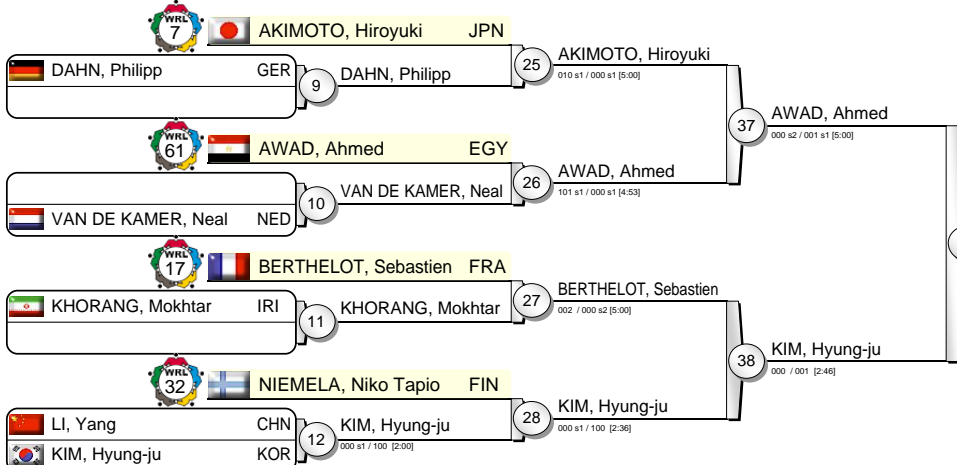 WRL
7
AKIMOTO, Hiroyuki JPN
DAHN, Philipp GER
9
DAHN, Philipp
25
AKIMOTO, Hiroyuki
010 s1 / 000 s1 [5:00]
37
AWAD, Ahmed
000 s2 / 001 s1 [5:00]
WRL
61
AWAD, Ahmed EGY
VAN DE KAMER, Neal NED
10
VAN DE KAMER, Neal
26
AWAD, Ahmed
101 s1 / 000 s1 [4:53]
WRL
17
BERTHELOT, Sebastien FRA
KHORANG, Mokhtar IRI
11
KHORANG, Mokhtar
27
BERTHELOT, Sebastien
002 / 000 s2 [5:00]
38
KIM, Hyung-ju
000 / 001 [2:46]
WRL
32
NIEMELA, Niko Tapio FIN
LI, Yang CHN
KIM, Hyung-ju KOR
12
KIM, Hyung-ju
000 s1 / 100 [2:00]
28
KIM, Hyung-ju
000 s1 / 100 [2:36]